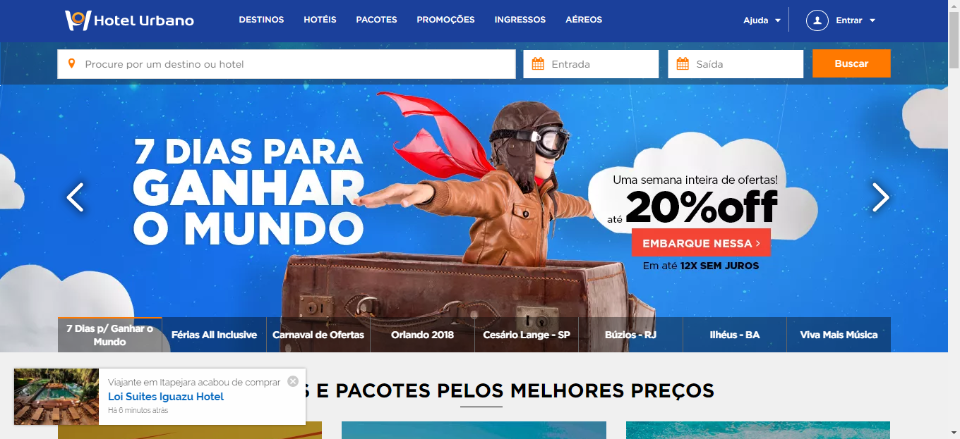 Hotel Urbano
DESTINOS HOTÉIS PACOTES PROMOÇÕES INGRESSOS AÉREOS
Ajuda
Entrar
Procure por um destino ou hotel
Entrada
Saída
Buscar
7 DIAS PARA
GANHAR
O MUNDO
Uma semana inteira de ofertas!
até 20%off
EMBARQUE NESSA >
Em até 12X SEM JUROS
7 Dias p/ Ganhar o
Mundo
Férias All Inclusive
Carnaval de Ofertas
Orlando 2018
Cesário Lange - SP
Búzios - RJ
Ilhéus - BA
Viva Mais Música
S E PACOTES PELOS MELHORES PREÇOS
Viajante em Itapejara acabou de comprar
Loi Suites Iguazu Hotel
Há 6 minutos atrás